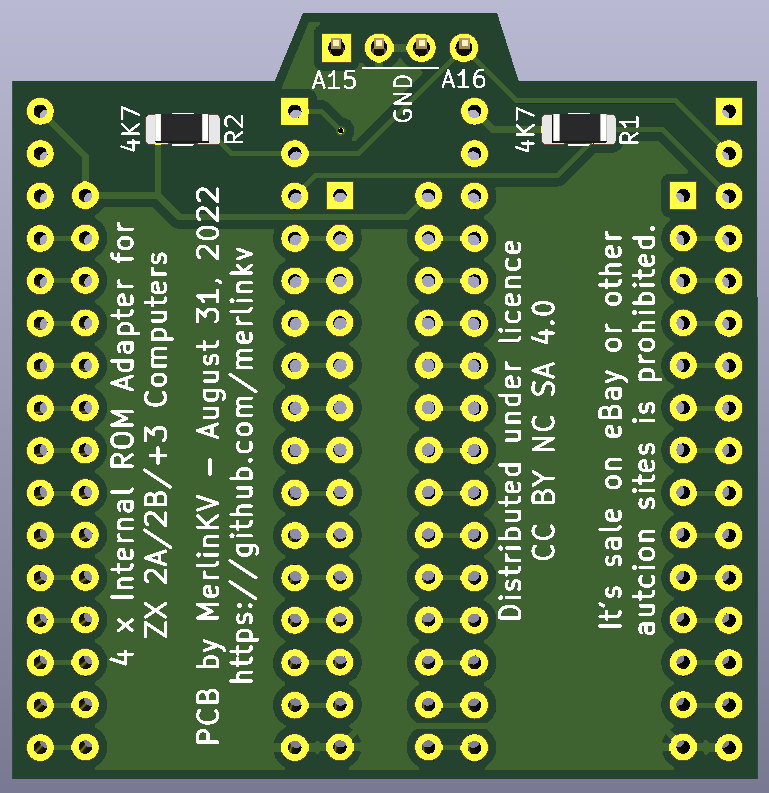 A15
GND
A16
4K7
R2
4K7
R1
4 x Internal ROM Adapter for
ZX 2A/2B/+3 Computers
PCB by MerlinKV - August 31, 2022
https://github.com/merlinkv
Distributed under licence
CC BY NC SA 4.0
It's sale on eBay or other
autcion sites is prohibited.